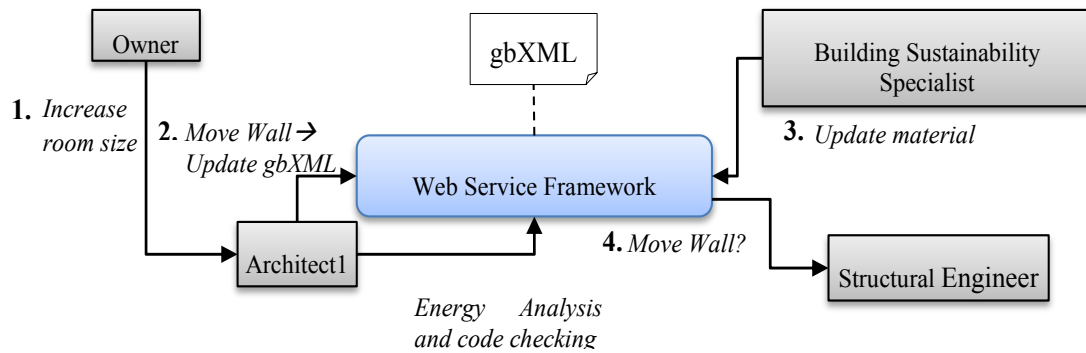 Owner
gbXML
Building Sustainability
Specialist
1. Increase
room size
2. Move Wall→
Update gbXML
3. Update material
Web Service Framework
4. Move Wall?
Architect1
Structural Engineer
Energy Analysis
and code checking